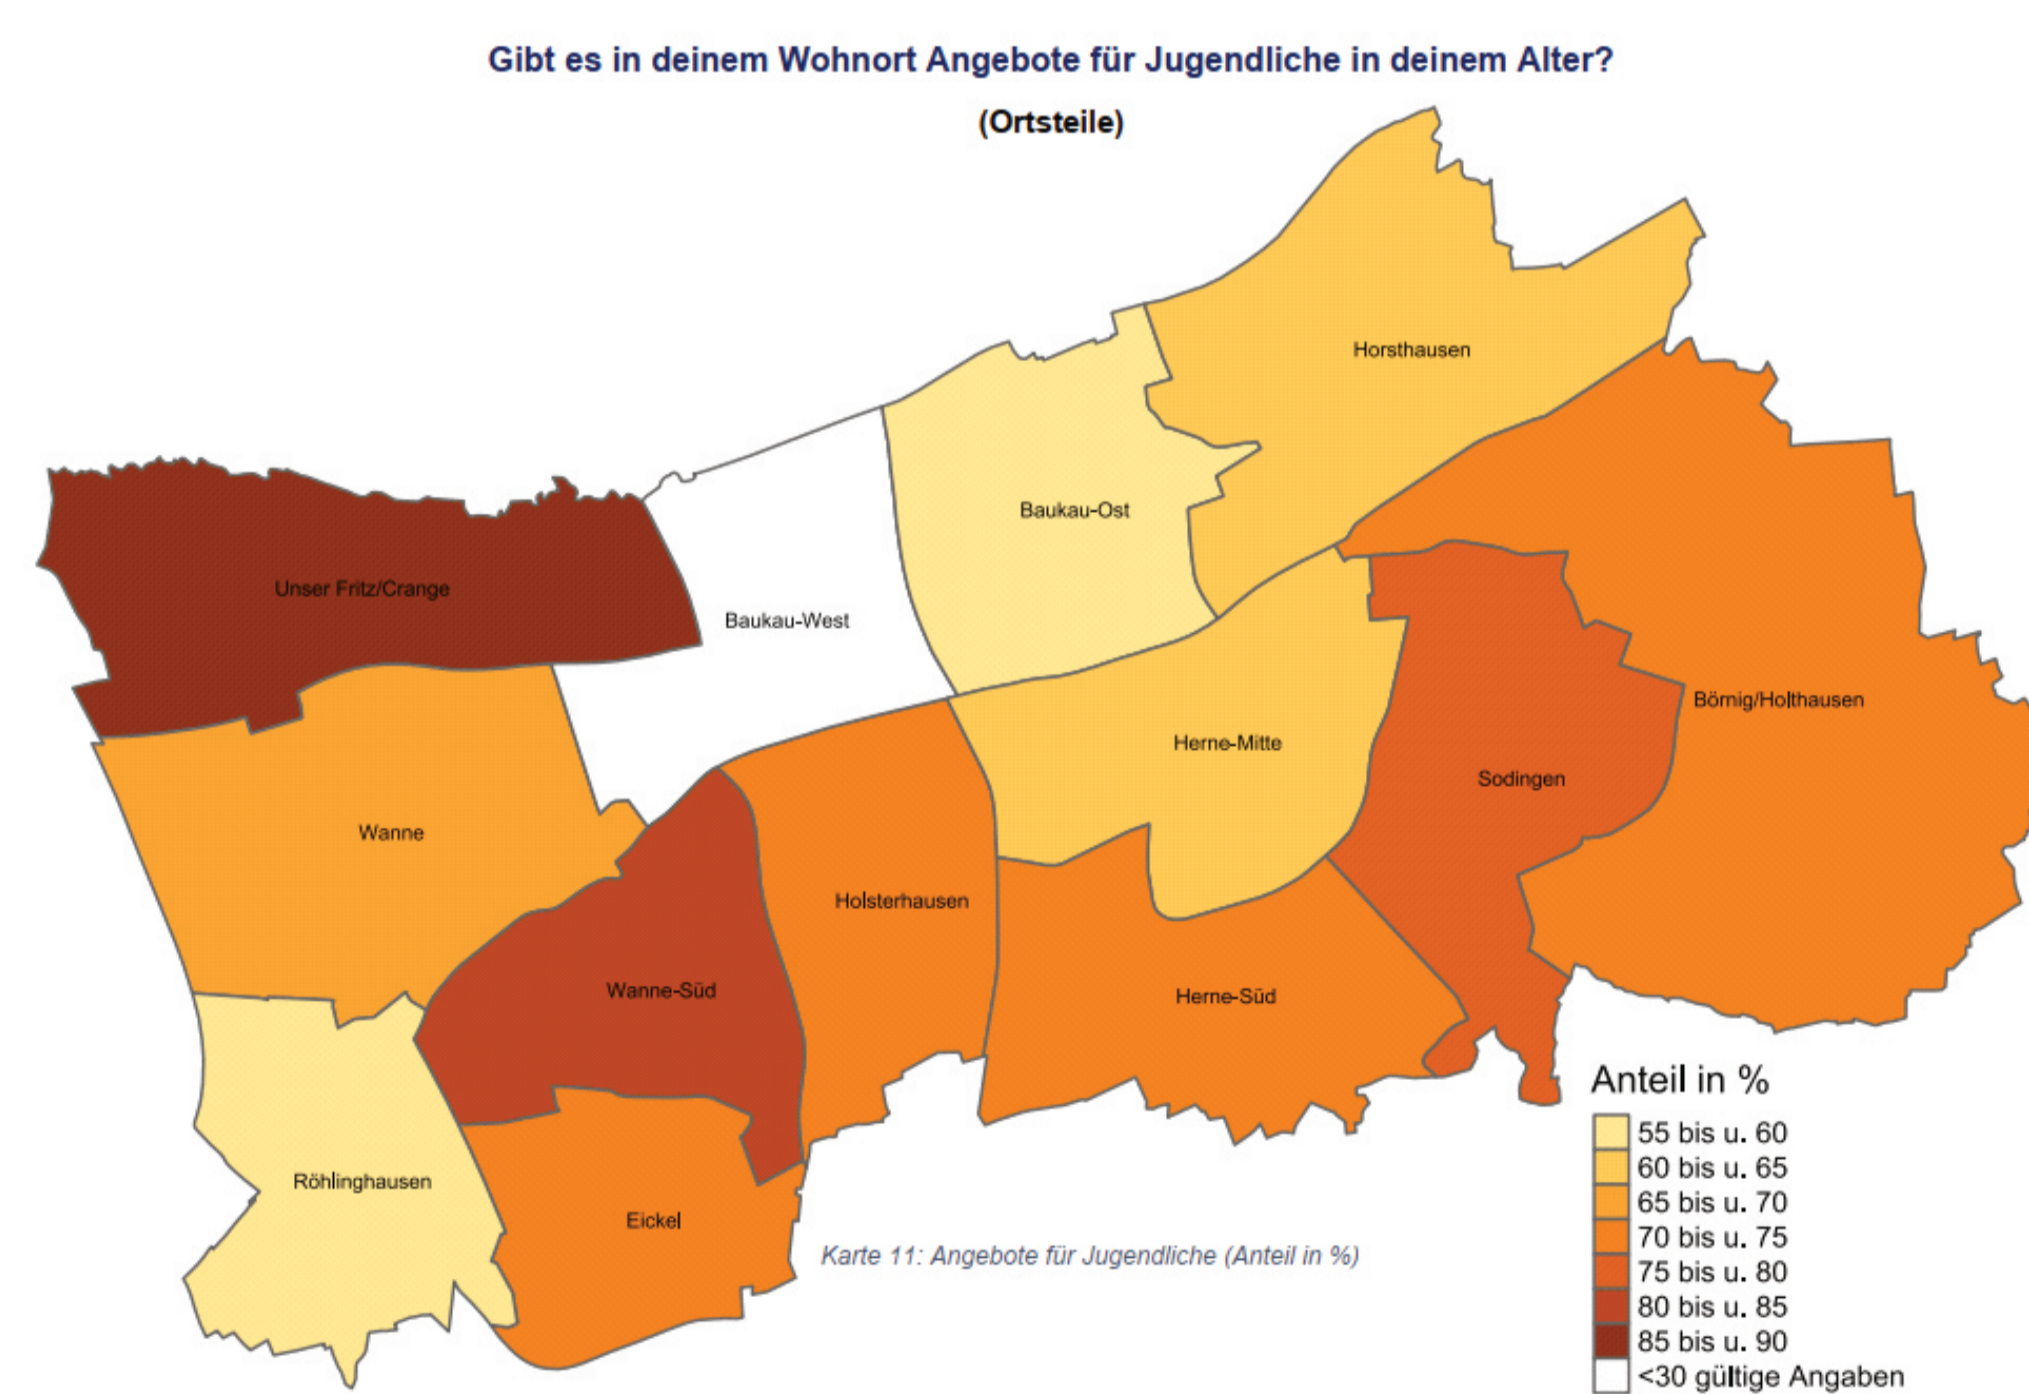 Gibt es in deinem Wohnort Angebote für Jugendliche in deinem Alter?
(Ortsteile)
Horsthausen
Baukau-Ost
Unser Fritz/Crange
Baukau-West
Börnig/Holthausen
Herne-Mitte
Sodingen
Wanne
Holsterhausen
Wanne-Süd
Herne-Süd
Röhlinghausen
Eickel
Karte 11: Angebote für Jugendliche (Anteil in %)
Anteil in %
55 bis u. 60
60 bis u. 65
65 bis u. 70
70 bis u. 75
75 bis u. 80
80 bis u. 85
85 bis u. 90
<30 gültige Angaben